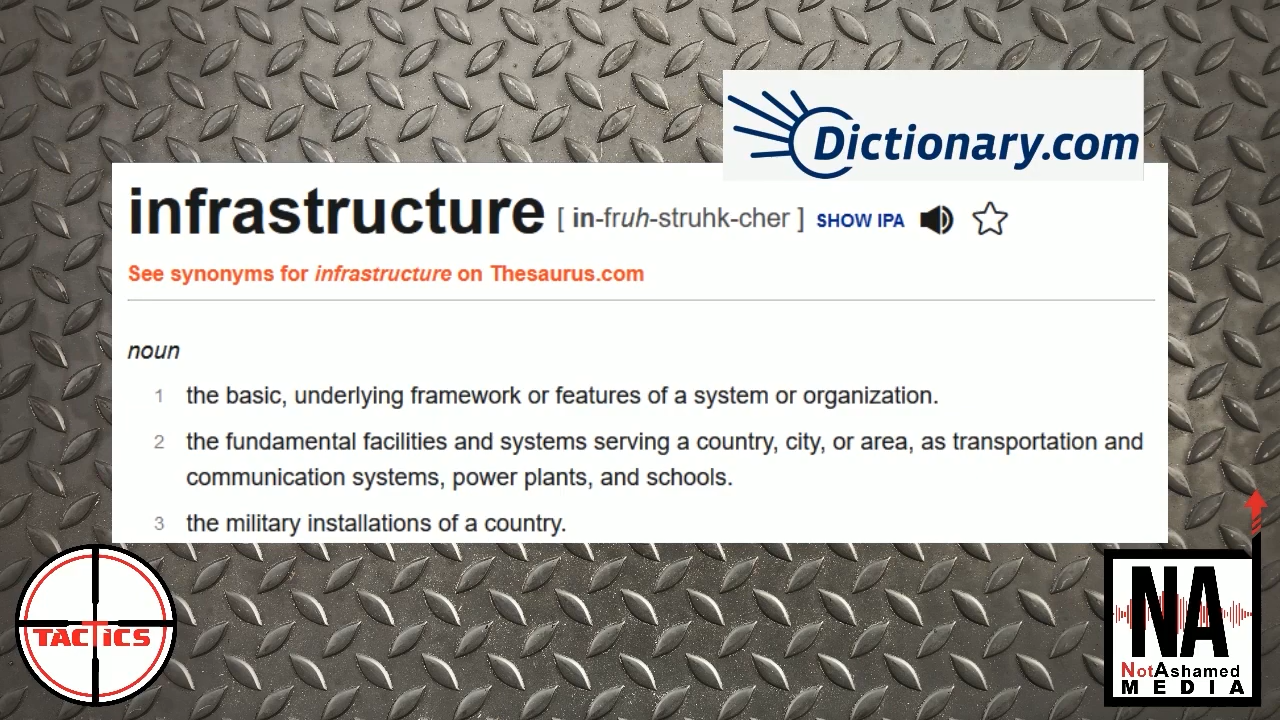 Dictionary.com
infrastructure [ in-fruh-struhk-cher ] SHOW IPA
See synonyms for infrastructure on Thesaurus.com
noun
1 the basic, underlying framework or features of a system or organization.
2 the fundamental facilities and systems serving a country, city, or area, as transportation and
communication systems, power plants, and schools.
3 the military installations of a country.
TACTICS
NA
NotAshamed
MEDIA